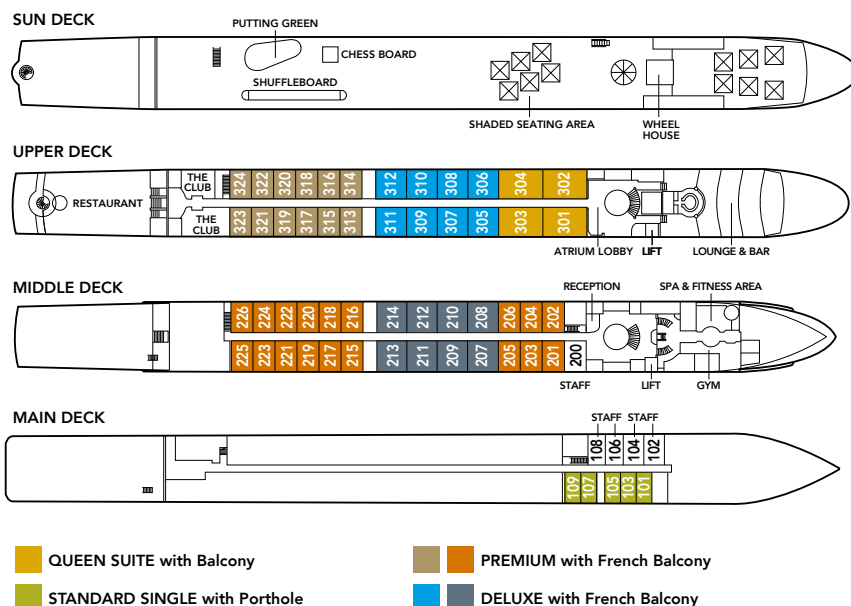 SUN DECK
PUTTING GREEN
CHESS BOARD
SHUFFLEBOARD
SHADED SEATING AREA
WHEEL
HOUSE
UPPER DECK
RESTAURANT
THE
CLUB
324 322 320 318 316 314 312 310 308 306 304 302
THE
CLUB
323 321 319 317 315 313 311 309 307 305 303 301
ATRIUM LOBBY
LIFT
LOUNGE & BAR
MIDDLE DECK
RECEPTION
SPA & FITNESS AREA
226 224 222 220 218 216 214 212 210 208 206 204 202
225 223 221 219 217 215 213 211 209 207 205 203 201 200
STAFF
LIFT
GYM
MAIN DECK
STAFF STAFF
108 106 104 102
109 107 105 103 101
QUEEN SUITE with Balcony
PREMIUM with French Balcony
STANDARD SINGLE with Porthole
DELUXE with French Balcony